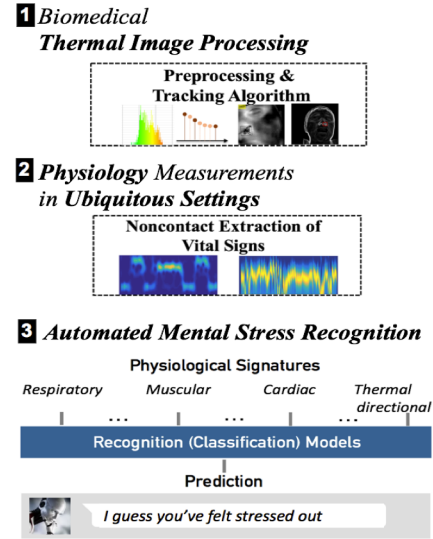 1 Biomedical
Thermal Image Processing
Preprocessing &
Tracking Algorithm
2 Physiology Measurements
in Ubiquitous Settings
Noncontact Extraction of
Vital Signs
3 Automated Mental Stress Recognition
Physiological Signatures
Respiratory Muscular Cardiac Thermal
directional
... ... ...
Recognition (Classification) Models
Prediction
I guess you’ve felt stressed out